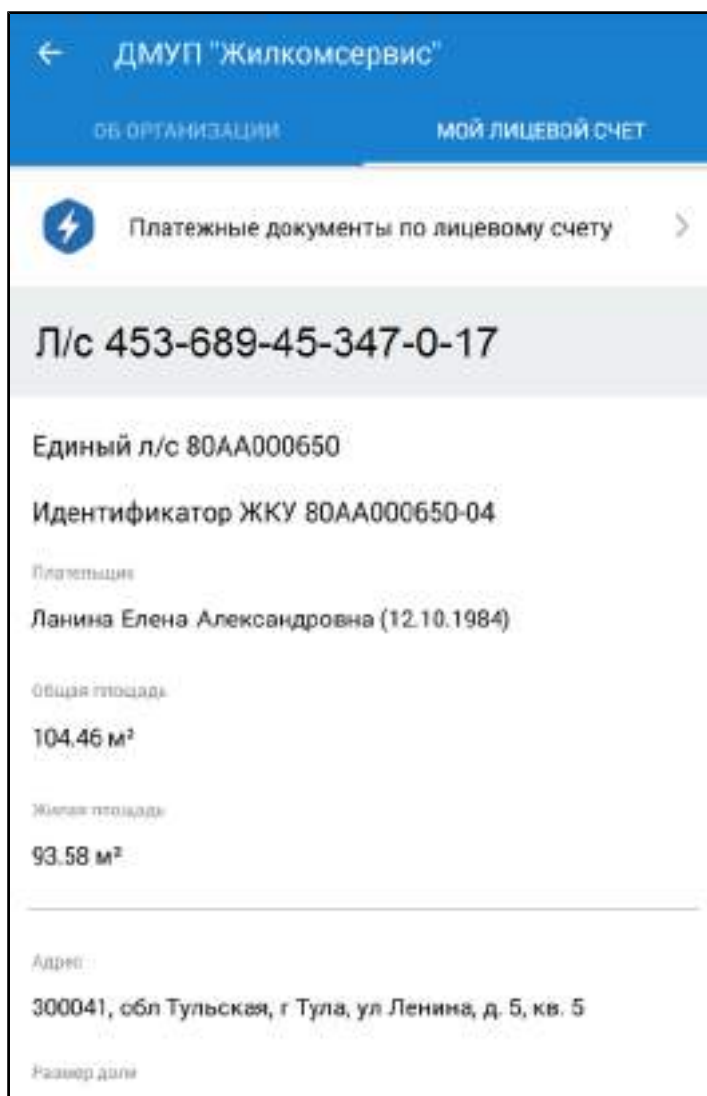 ДМУП "Жилкомсервис"
ОБ ОРГАНИЗАЦИИ
МОЙ ЛИЦЕВОЙ СЧЕТ
Платежные документы по лицевому счету
Л/с 453-689-45-347-0-17
Единый л/с 80АА000650
Идентификатор ЖКУ 80АА000650-04
Плательщик
Ланина Елена Александровна (12.10.1984)
Общая площадь
104.46 м²
Жилая площадь
93.58 м²
Адрес
300041, обл Тульская, г Тула, ул Ленина, д. 5, кв. 5
Размер доли